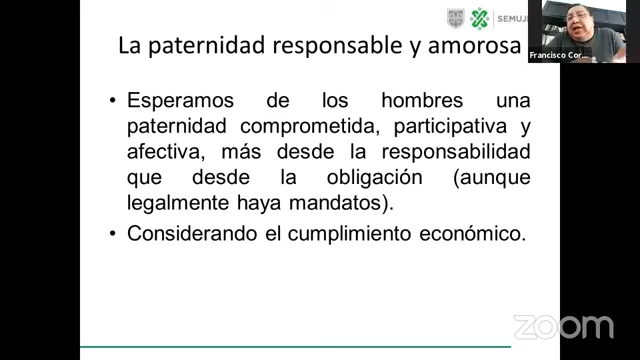 SEMUJE
La paternidad responsable y amorosa
Francisco Cor...
• Esperamos de los hombres una
paternidad comprometida, participativa y
afectiva, más desde la responsabilidad
que desde la obligación (aunque
legalmente haya mandatos).
• Considerando el cumplimiento económico.
zoom